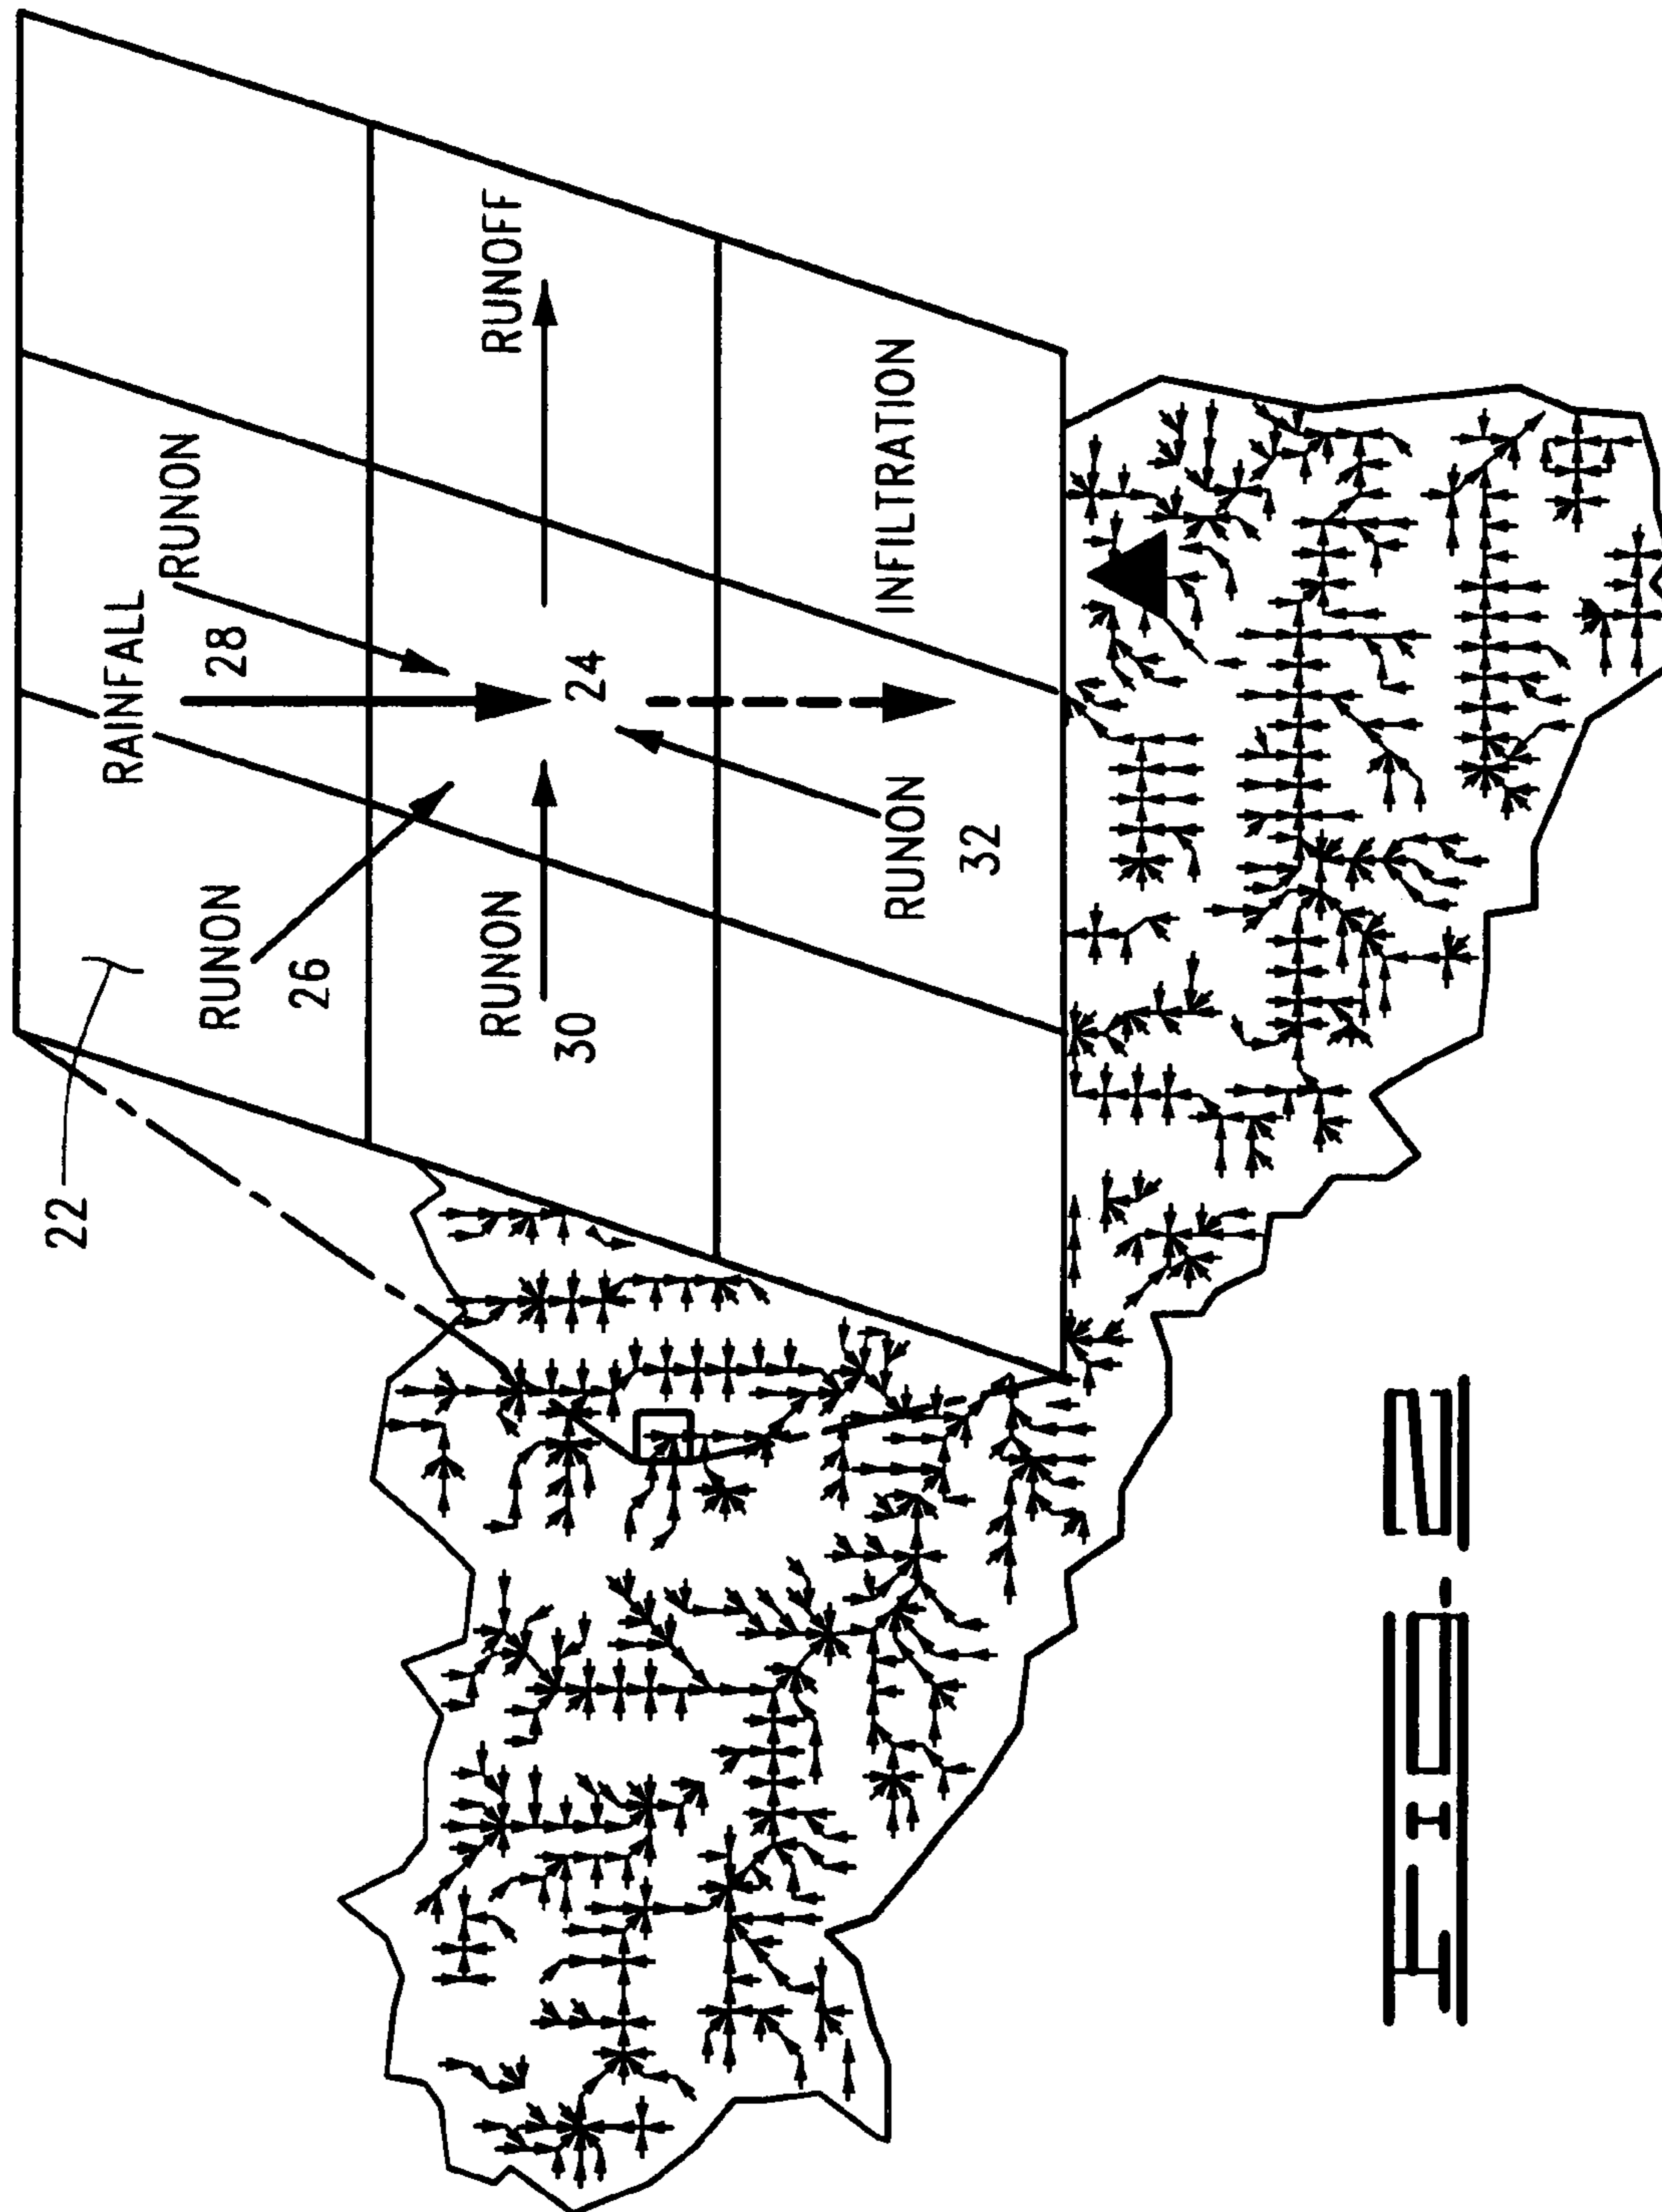 22
RAINFALL
RUNON
28
RUNON
26
RUNON
RUNOFF
30
24
RUNON
INFILTRATION
32
FIG. 2